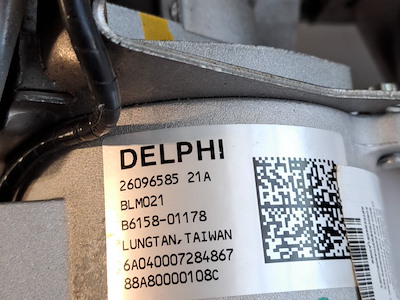 DELPHI
26096585 21A
BLM021
B6158-01178
LUNGTAN, TAIWAN
6A040007284867
88A80000108C